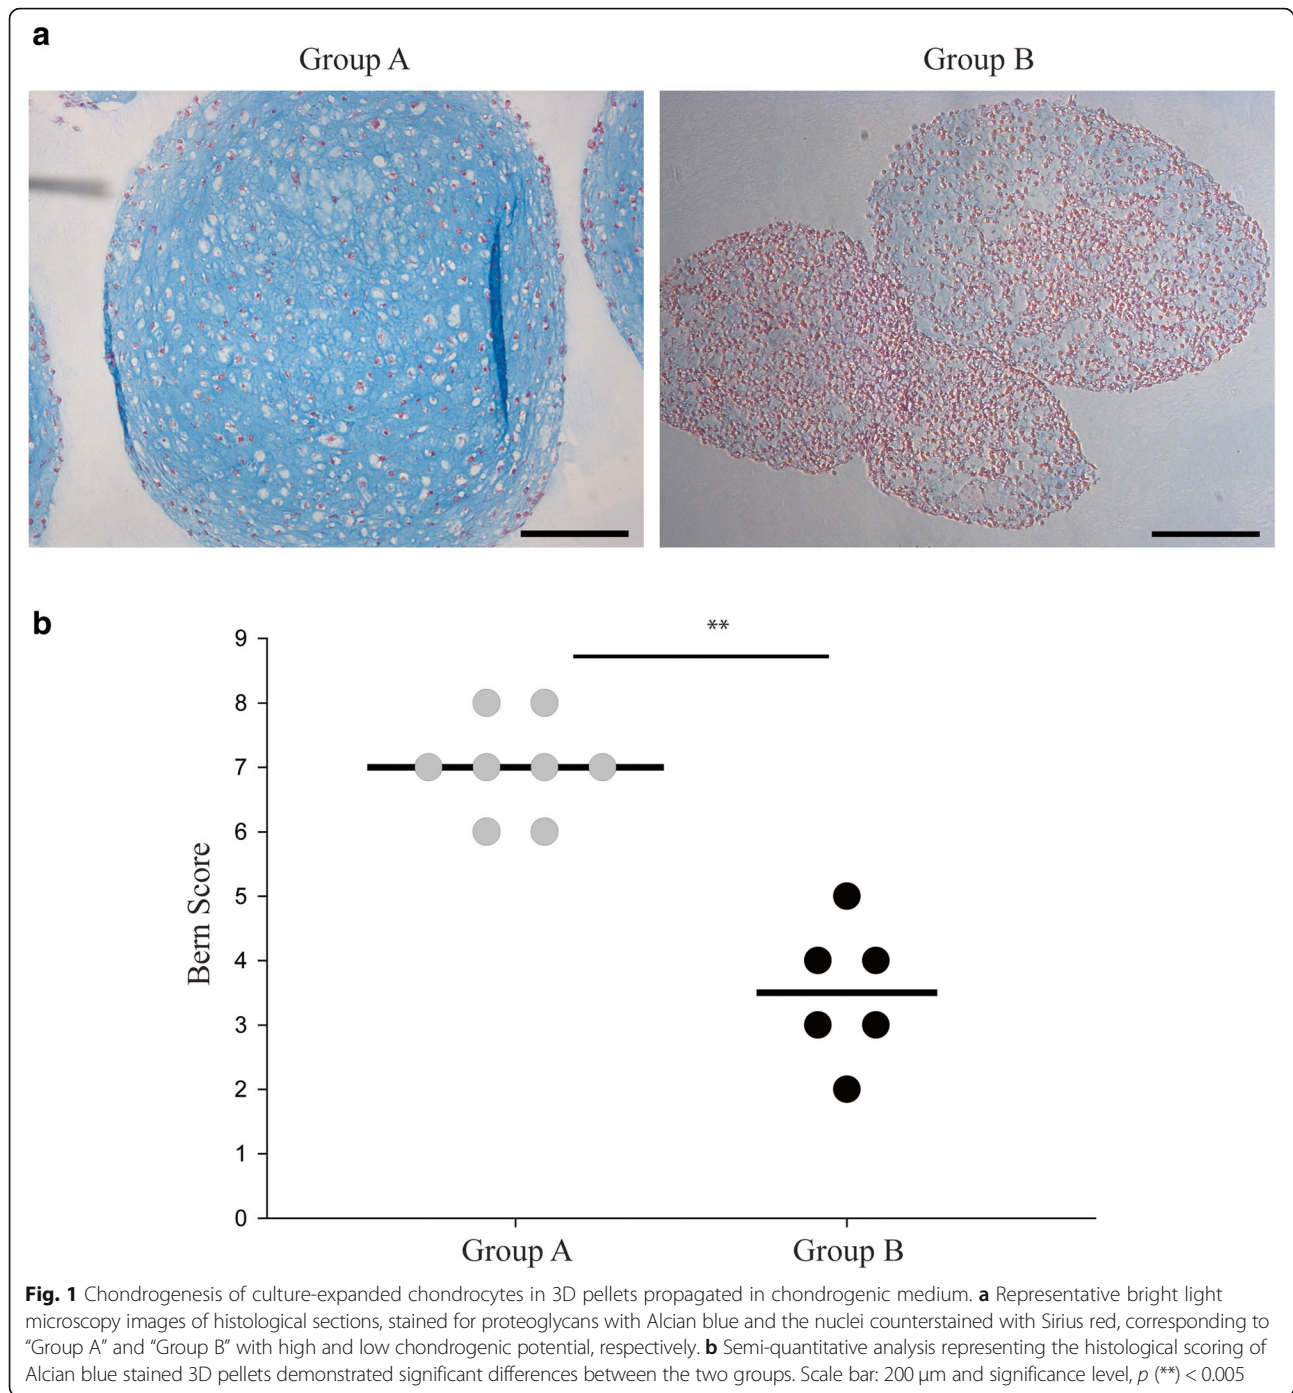 a
Group A
Group B
b
**
9
8
7
6
5
4
3
2
1
0
Bern Score
Group A
Group B
Fig. 1 Chondrogenesis of culture-expanded chondrocytes in 3D pellets propagated in chondrogenic medium. a Representative bright light
microscopy images of histological sections, stained for proteoglycans with Alcian blue and the nuclei counterstained with Sirius red, corresponding to
“Group A” and “Group B” with high and low chondrogenic potential, respectively. b Semi-quantitative analysis representing the histological scoring of
Alcian blue stained 3D pellets demonstrated significant differences between the two groups. Scale bar: 200 μm and significance level, p (**) < 0.005